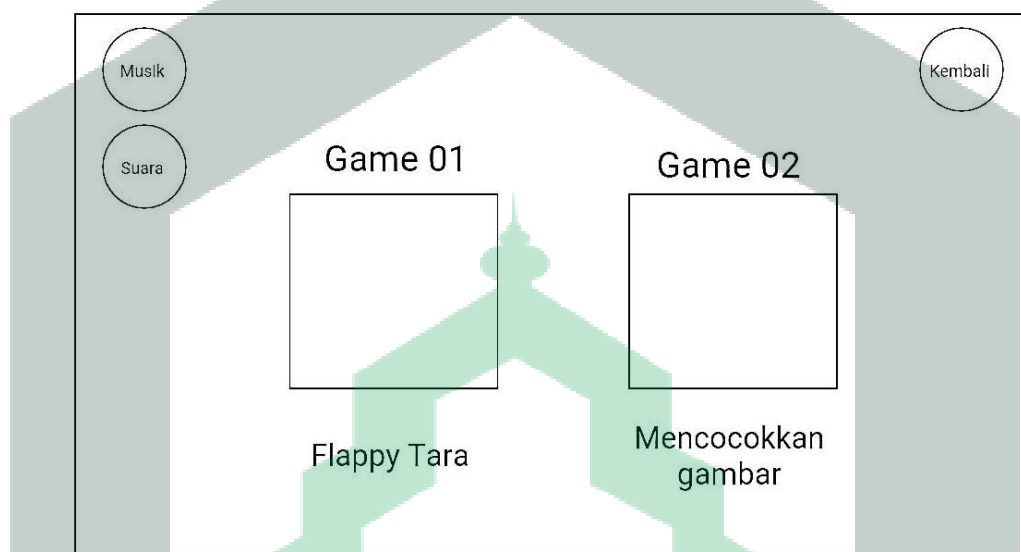 Musik
Kembali
Suara
Game 01
Game 02
Flappy Tara
Mencocokkan
gambar